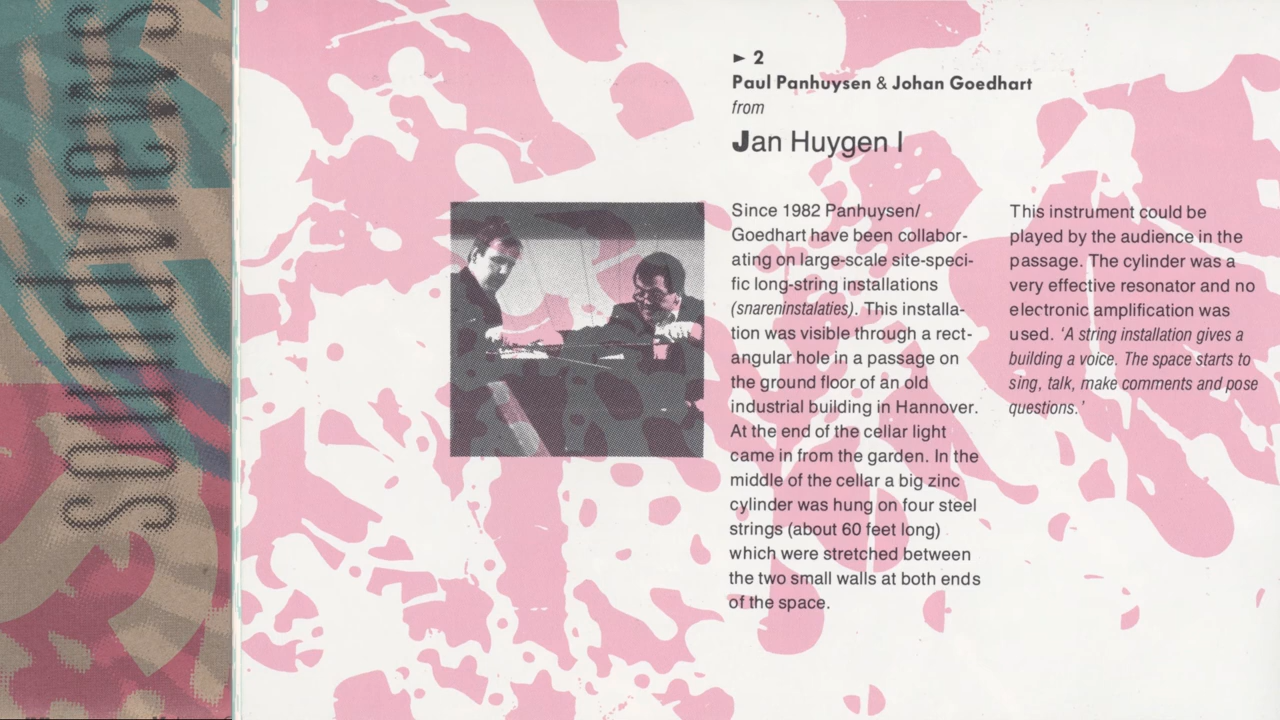 soundviews
► 2
Paul Panhuysen & Johan Goedhart
from
Jan Huygen I
Since 1982 Panhuysen/
Goedhart have been collabor-
ating on large-scale site-speci-
fic long-string installations
(snareninstalaties). This installa-
tion was visible through a rect-
angular hole in a passage on
the ground floor of an old
industrial building in Hannover.
At the end of the cellar light
came in from the garden. In the
middle of the cellar a big zinc
cylinder was hung on four steel
strings (about 60 feet long)
which were stretched between
the two small walls at both ends
of the space.
This instrument could be
played by the audience in the
passage. The cylinder was a
very effective resonator and no
electronic amplification was
used. ‘A string installation gives a
building a voice. The space starts to
sing, talk, make comments and pose
questions.’